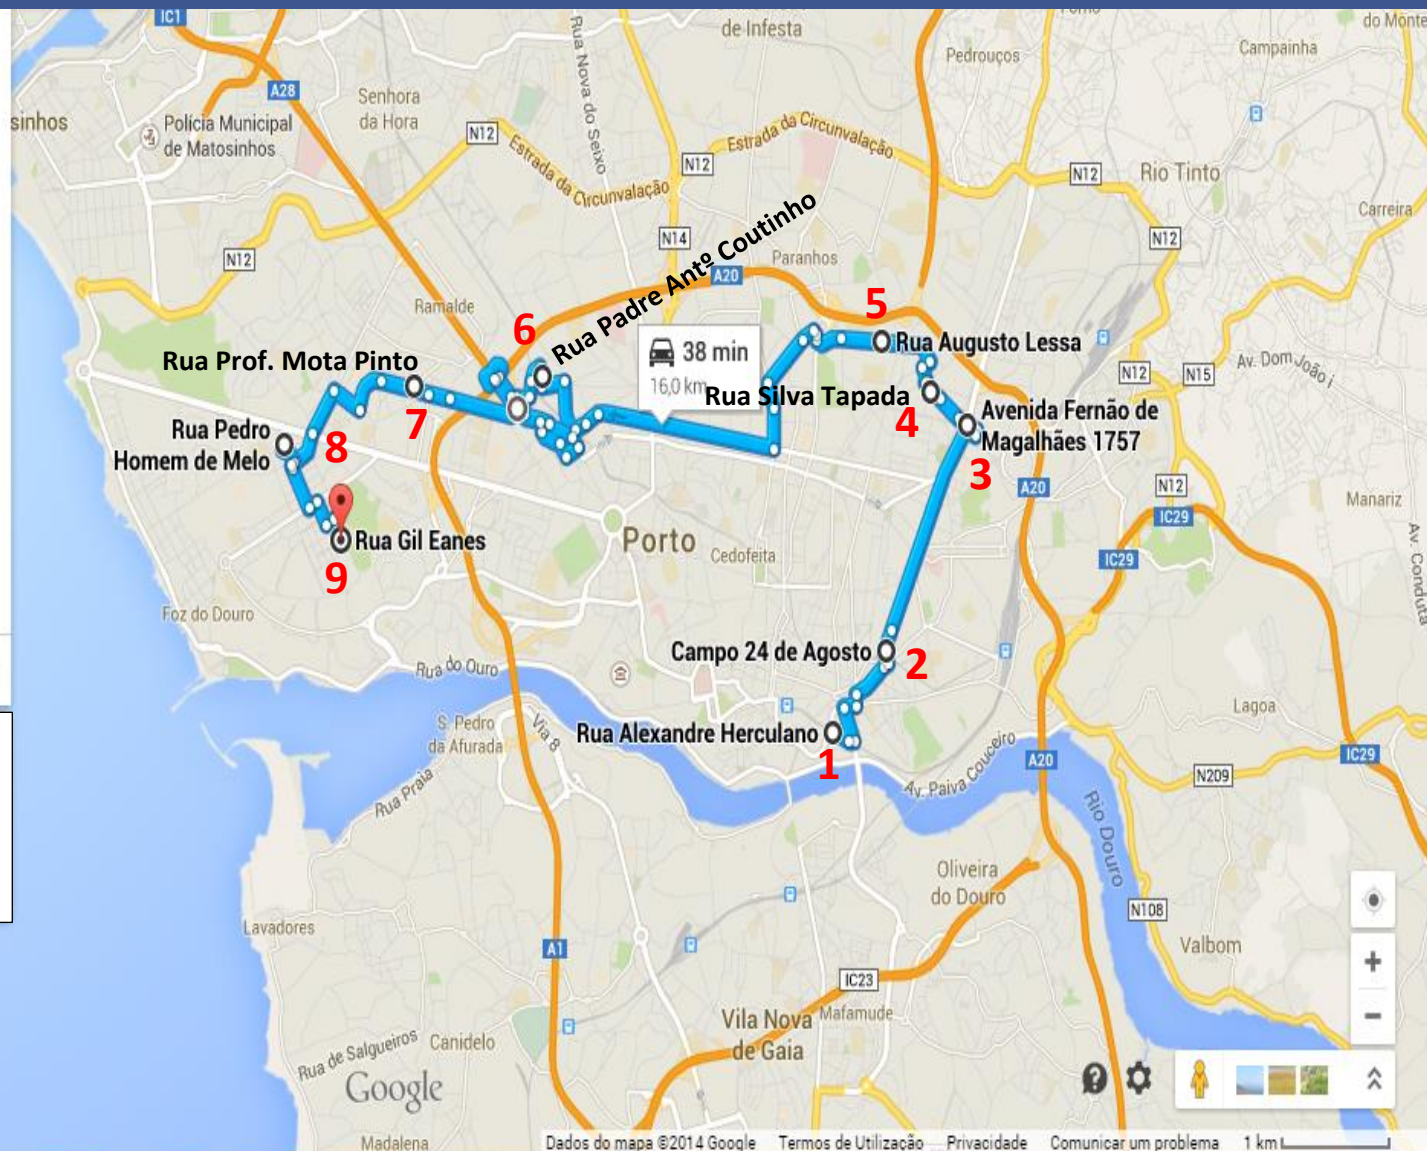 IC1
de Infesta
Pedrouços
do Monte
Campainha
Rua Nova do Seixo
A28
Senhora
da Hora
sinhos
Polícia Municipal
de Matosinhos
N12
Estrada da Circunvalação
N12
Estrada da Circunvalação
N12
Rio Tinto
Carreira
N12
N14
Paranhos
N12
A20
Ramalde
Rua Padre Antº Coutinho
6
5
38 min
16,0 km
Rua Augusto Lessa
Rua Prof. Mota Pinto
Av. Dom João I
N12
N15
Rua Silva Tapada
4
7
Avenida Fernão de
Magalhães 1757
Rua Pedro
Homem de Melo
8
3
A20
N12
Manariz
IC29
Porto
Cedofeita
Rua Gil Eanes
9
IC29
Av. Conduta
Foz do Douro
Campo 24 de Agosto
2
Rua do Ouro
Lagoa
S. Pedro
da Afurada
Via 8
Rua Alexandre Herculano
1
Av. Paiva Couceiro
A20
IC29
N209
Rua Praia
Rio Douro
Oliveira
do Douro
N108
Lavadores
Valbom
A1
IC23
Vila Nova
de Gaia
Mafamude
Rua de Salgueiros
Canidelo
Google
Madalena
Dados do mapa ©2014 Google Termos de Utilização Privacidade Comunicar um problema 1 km